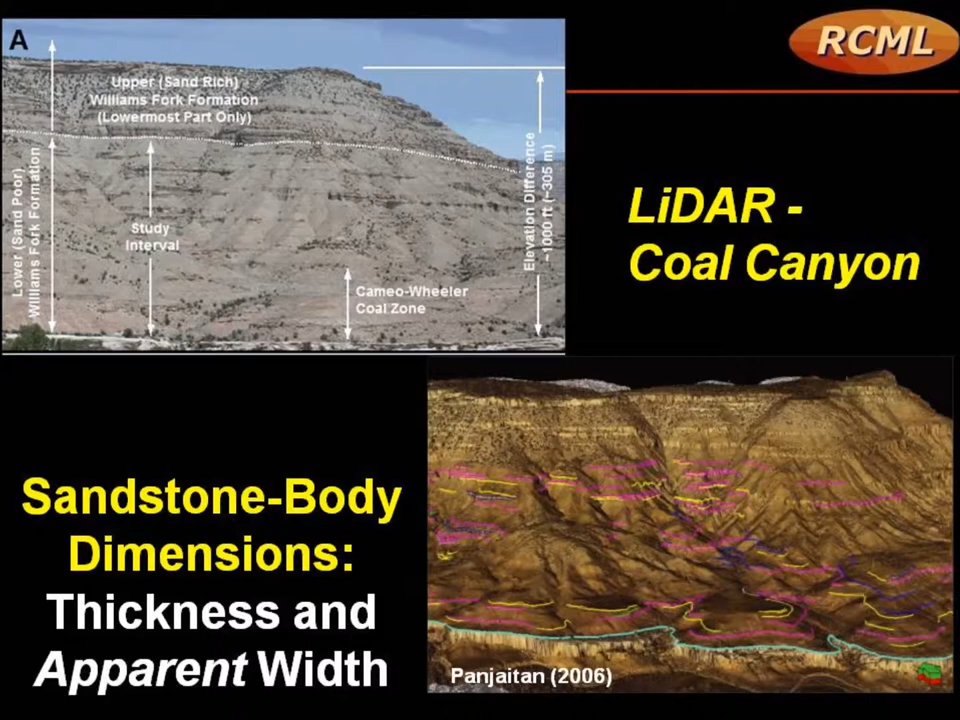 A
RCML
Upper (Sand Rich)
Williams Fork Formation
(Lowermost Part Only)
Lower (Sand Poor)
Williams Fork Formation
Study
Interval
Cameo-Wheeler
Coal Zone
Elevation Difference
~1000 ft (~305 m)
LiDAR -
Coal Canyon
Sandstone-Body
Dimensions:
Thickness and
Apparent Width
Panjaitan (2006)